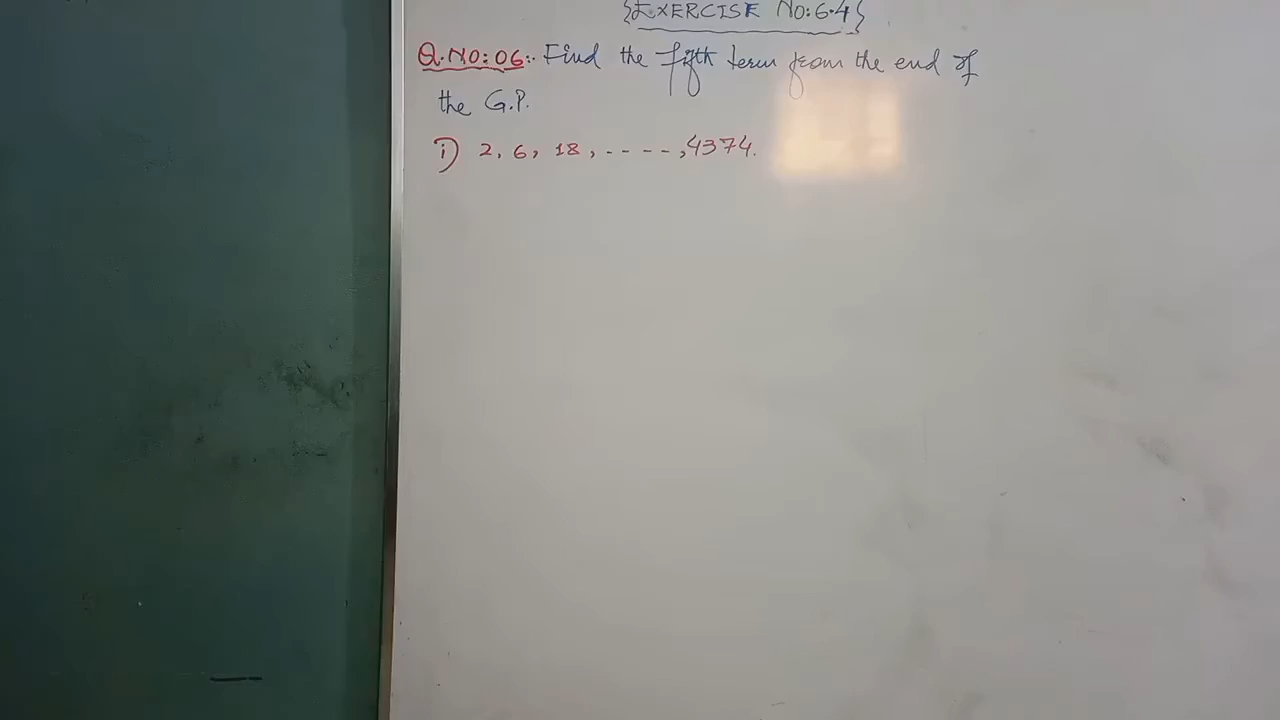 {EXERCISE NO:6.4}
Q.NO:06:- Find the fifth term from the end of
the G.P.
i) 2, 6, 18, - - - - -, 4374.